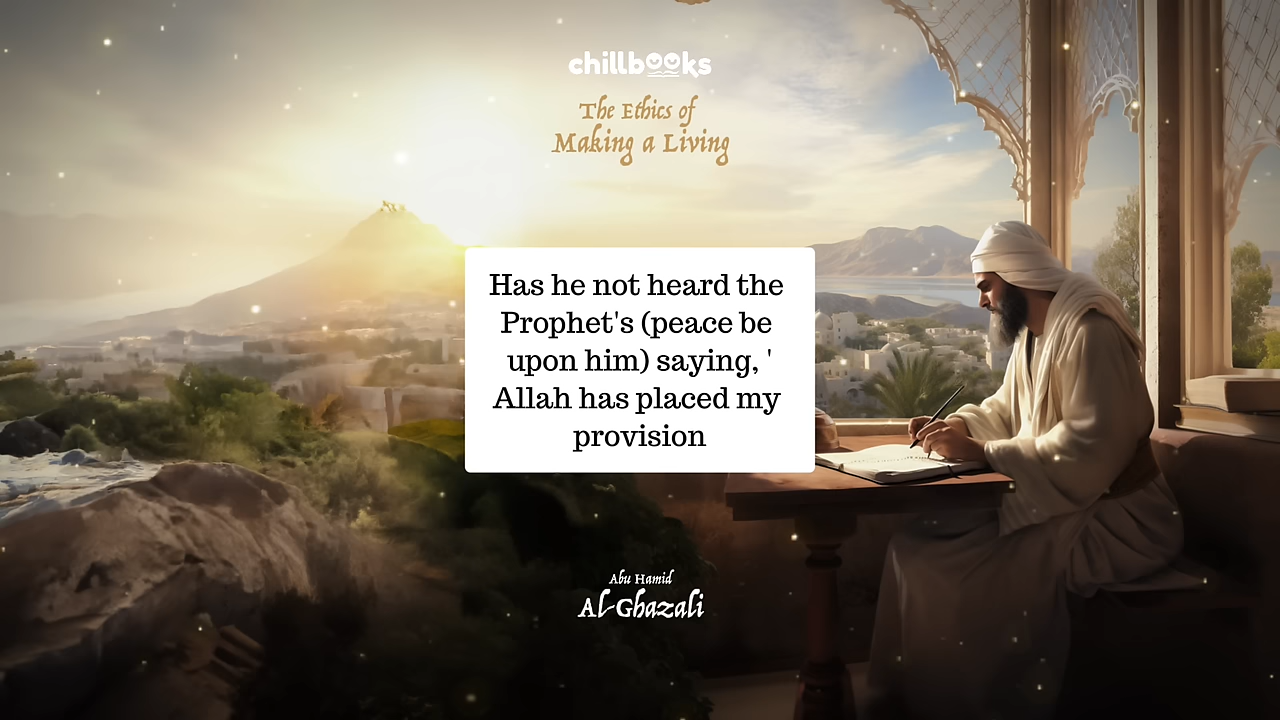 chillbooks
The Ethics of
Making a Living
Has he not heard the
Prophet's (peace be
upon him) saying, '
Allah has placed my
provision
Abu Hamid
Al-Ghazali